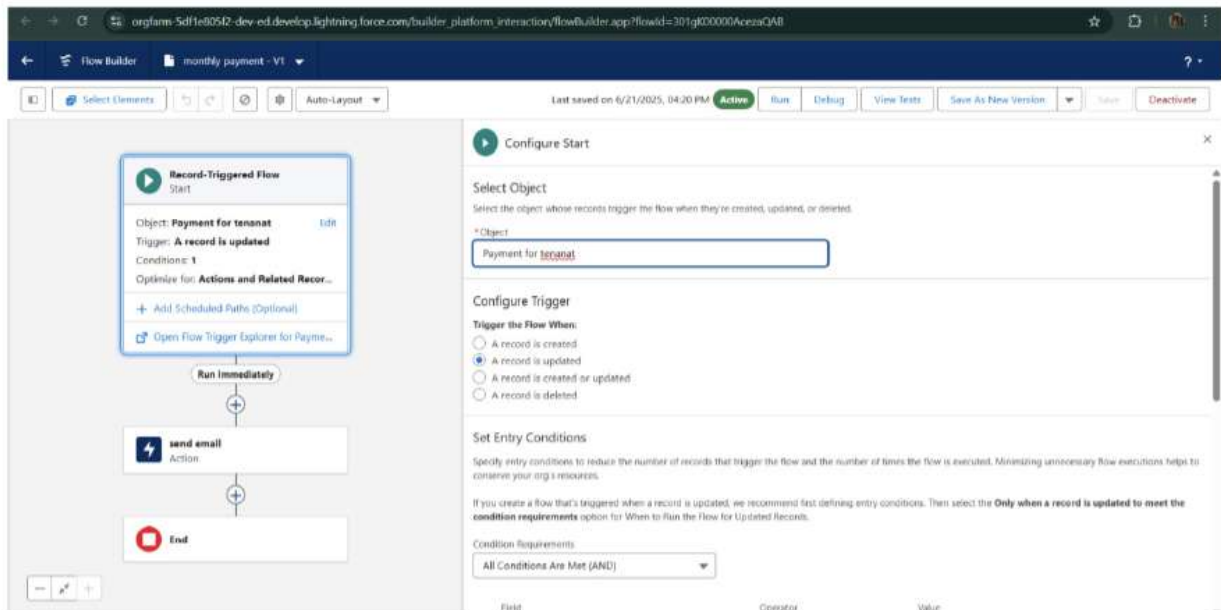 orgfarm-5df1e805f2-dev-ed.develop.lightning.force.com/builder_platform_interaction/flowBuilder.app?flowId=301gK00000AcezaQAB
Flow Builder monthly payment - V1 ?
Select Elements Auto-Layout Last saved on 6/21/2025, 04:20 PM Active Run Debug View Tests Save As New Version Save Deactivate
Record-Triggered Flow
Start
Object: Payment for tenanat Edit
Trigger: A record is updated
Conditions: 1
Optimize for: Actions and Related Recor...
+ Add Scheduled Paths (Optional)
Open Flow Trigger Explorer for Payme...
Run Immediately
send email
Action
End
Configure Start
Select Object
Select the object whose records trigger the flow when they're created, updated, or deleted.
*Object
Payment for tenanat
Configure Trigger
Trigger the Flow When:
A record is created
A record is updated
A record is created or updated
A record is deleted
Set Entry Conditions
Specify entry conditions to reduce the number of records that trigger the flow and the number of times the flow is executed. Minimizing unnecessary flow executions helps to
conserve your org's resources.
If you create a flow that's triggered when a record is updated, we recommend first defining entry conditions. Then select the Only when a record is updated to meet the
condition requirements option for When to Run the Flow for Updated Records.
Condition Requirements
All Conditions Are Met (AND)
Field Operator Value